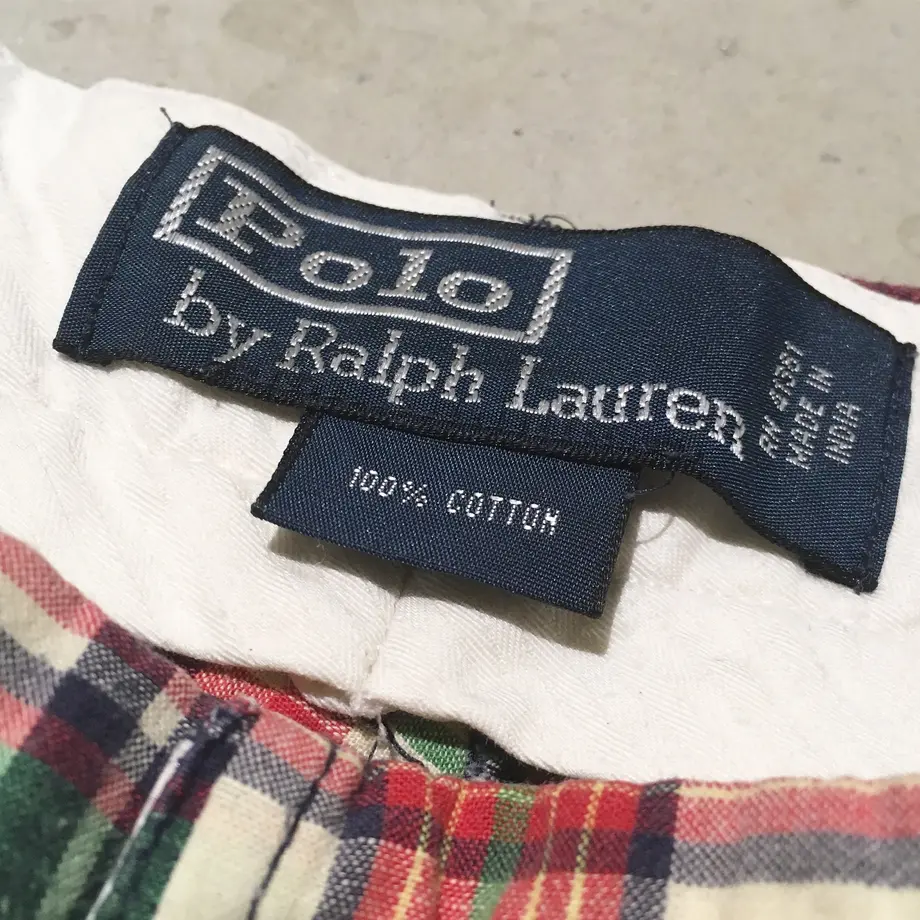 Polo
by Ralph Lauren
RN 41381
MADE IN
INDIA
100% COTTON